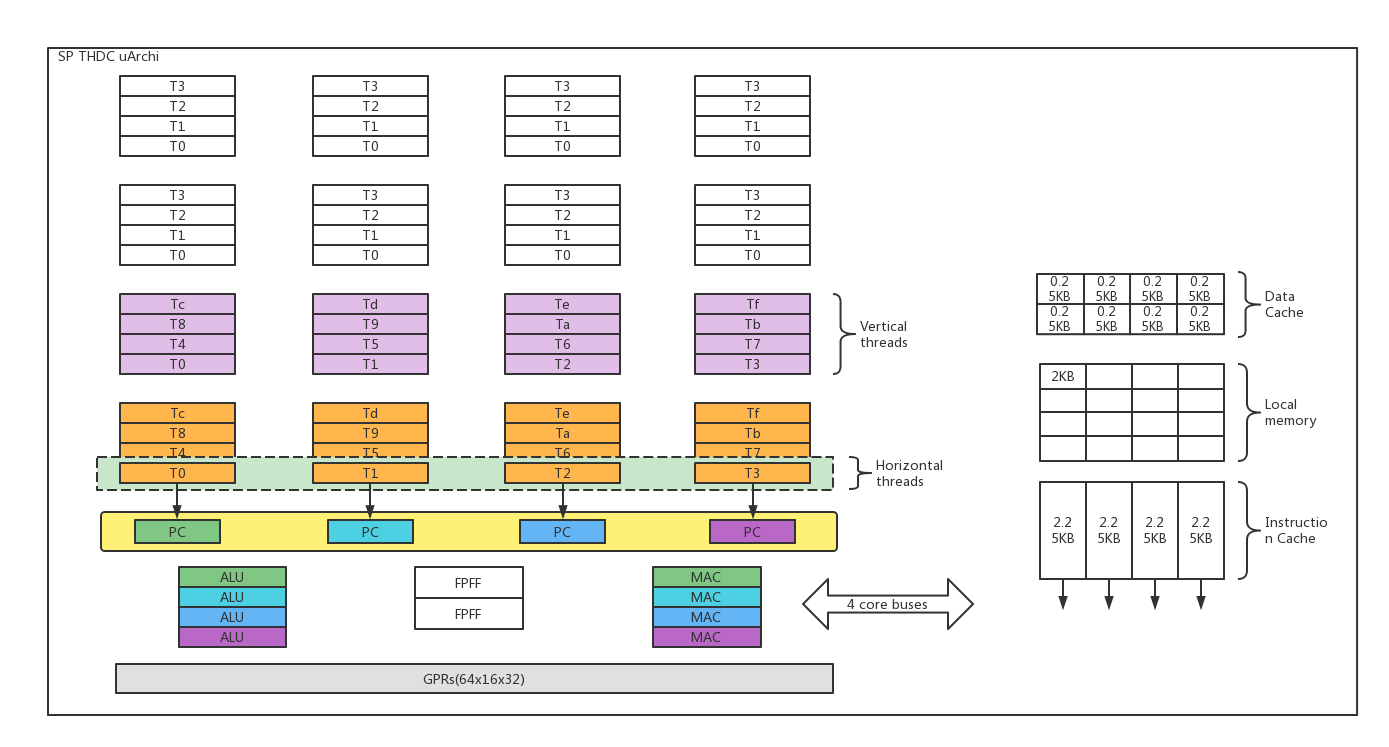 SP THDC uArchi
T3 T3 T3 T3
T2 T2 T2 T2
T1 T1 T1 T1
T0 T0 T0 T0
T3 T3 T3 T3
T2 T2 T2 T2
T1 T1 T1 T1
T0 T0 T0 T0
Tc Td Te Tf
T8 T9 Ta Tb
T4 T5 T6 T7
T0 T1 T2 T3
Vertical
threads
Tc Td Te Tf
T8 T9 Ta Tb
T4 T5 T6 T7
T0 T1 T2 T3
Horizontal
threads
PC PC PC PC
ALU
ALU
ALU
ALU
FPFF
FPFF
MAC
MAC
MAC
MAC
4 core buses
GPRs(64x16x32)
0.2 0.2 0.2 0.2
5KB 5KB 5KB 5KB
0.2 0.2 0.2 0.2
5KB 5KB 5KB 5KB
Data
Cache
2KB
Local
memory
2.2 2.2 2.2 2.2
5KB 5KB 5KB 5KB
Instructio
n Cache